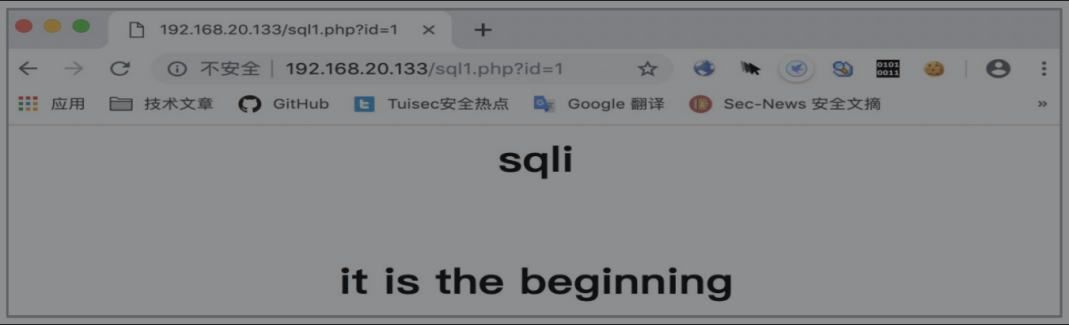 192.168.20.133/sql1.php?id=1
不安全 | 192.168.20.133/sql1.php?id=1
0101
0011
应用 技术文章 GitHub Tuisec安全热点 Google 翻译 Sec-News 安全文摘 »
sqli
it is the beginning